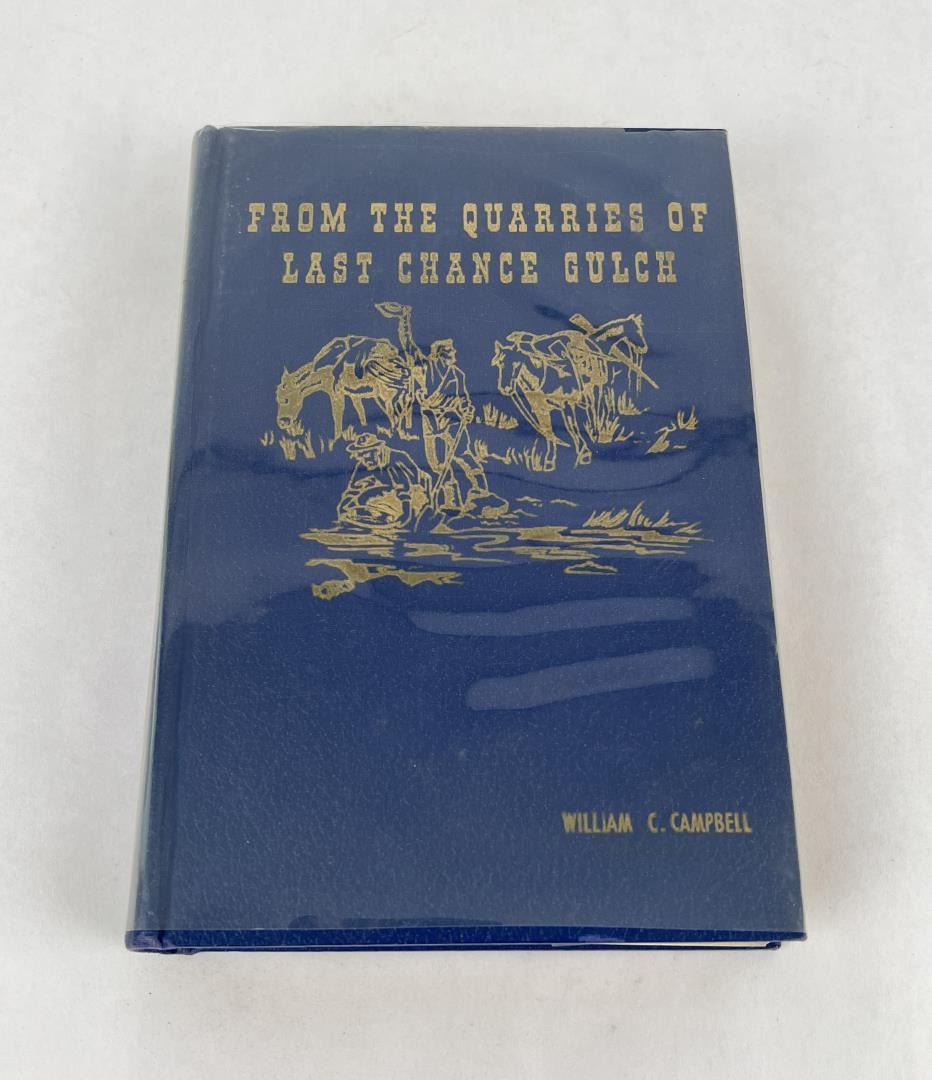 FROM THE QUARRIES OF
LAST CHANCE GULCH
WILLIAM C. CAMPBELL